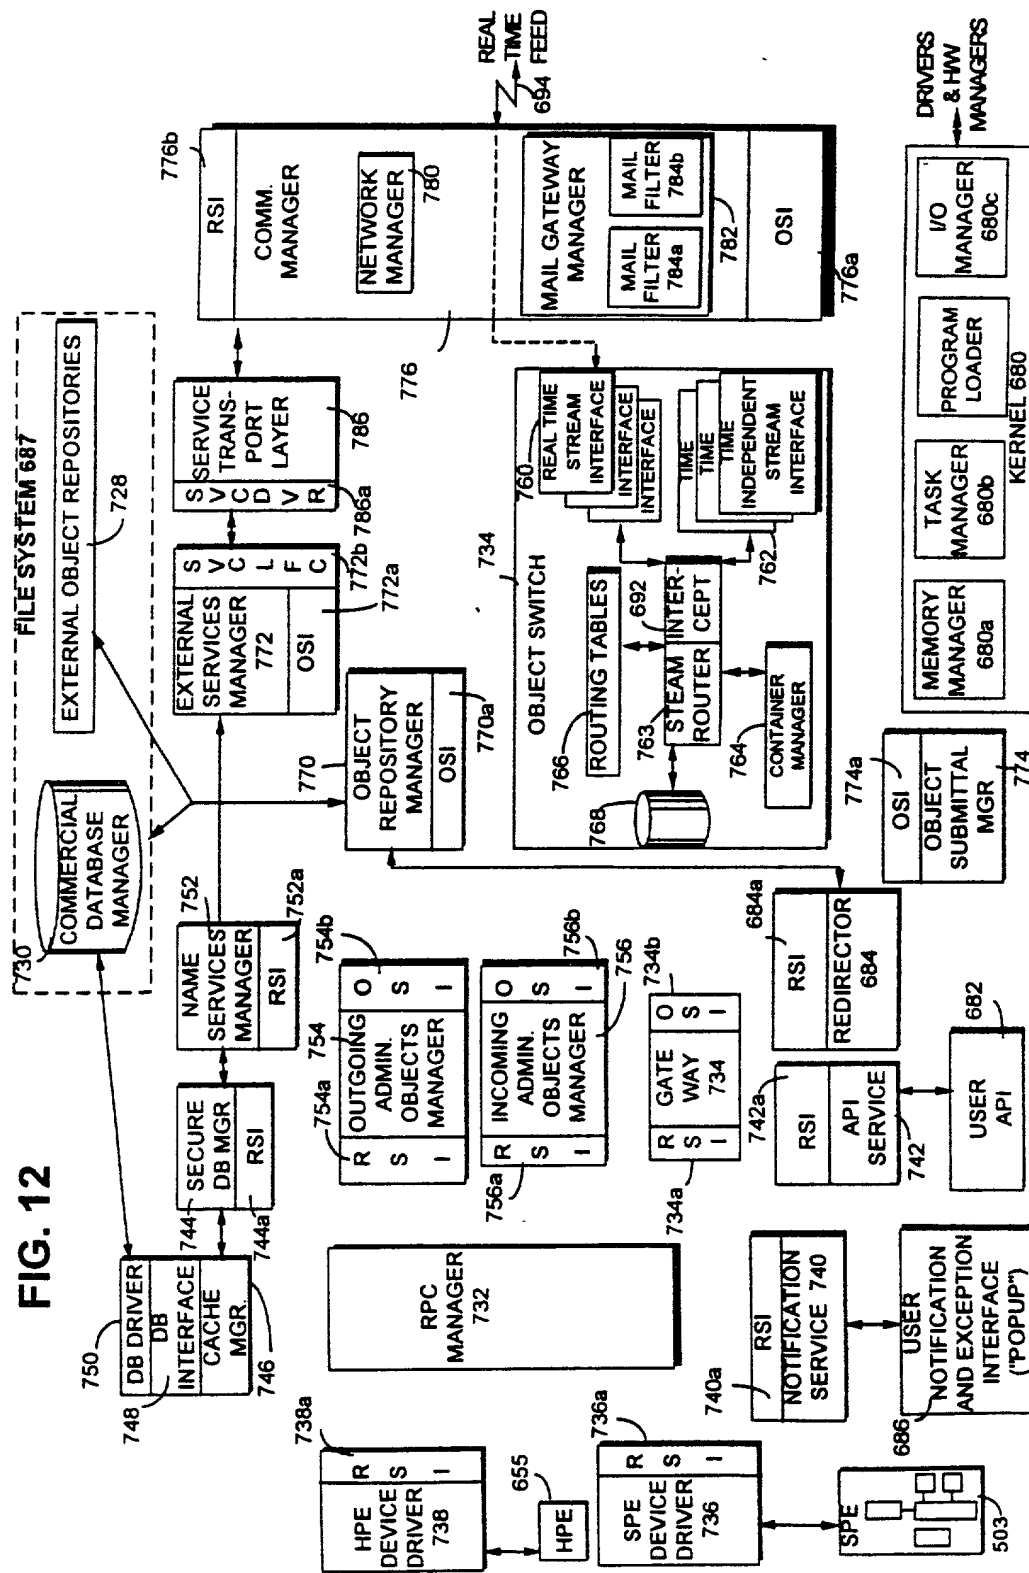 FIG. 12
FILE SYSTEM 687
EXTERNAL OBJECT REPOSITORIES
728
COMMERCIAL
DATABASE
MANAGER
730
750
DB DRIVER
DB
INTERFACE
CACHE
MGR.
748
746
744
SECURE
DB MGR
RSI
744a
NAME
SERVICES
MANAGER
RSI
752
752a
EXTERNAL
SERVICES
MANAGER
772
OSI
S
V
C
L
F
C
772b
772a
S
V
C
D
V
R
SERVICE
TRANS-
PORT
LAYER
786
786a
776b
RSI
COMM.
MANAGER
NETWORK
MANAGER
780
MAIL GATEWAY
MANAGER
MAIL
FILTER
784a
MAIL
FILTER
784b
782
OSI
776a
776
REAL
TIME
FEED
694
770
OBJECT
REPOSITORY
MANAGER
OSI
770a
738a
HPE
DEVICE
DRIVER
738
R
S
I
655
HPE
736a
SPE
DEVICE
DRIVER
736
R
S
I
SPE
503
RPC
MANAGER
732
754a
754
754b
R
S
I
OUTGOING
ADMIN.
OBJECTS
MANAGER
O
S
I
756a
756b
R
S
I
INCOMING
ADMIN.
OBJECTS
MANAGER
O
S
I
756
734b
R
S
I
GATE
WAY
734
O
S
I
734a
734
OBJECT SWITCH
760
REAL TIME
STREAM
INTERFACE
INTERFACE
INTERFACE
TIME
TIME
TIME
INDEPENDENT
STREAM
INTERFACE
762
766
ROUTING TABLES
692
763
STEAM
ROUTER
INTER-
CEPT
768
764
CONTAINER
MANAGER
740a
RSI
NOTIFICATION
SERVICE 740
686
USER
NOTIFICATION
AND EXCEPTION
INTERFACE
("POPUP")
742a
RSI
API
SERVICE
742
USER
API
682
684a
RSI
REDIRECTOR
684
774a
OSI
OBJECT
SUBMITTAL
MGR
774
MEMORY
MANAGER
680a
TASK
MANAGER
680b
PROGRAM
LOADER
I/O
MANAGER
680c
KERNEL 680
DRIVERS
& HW
MANAGERS